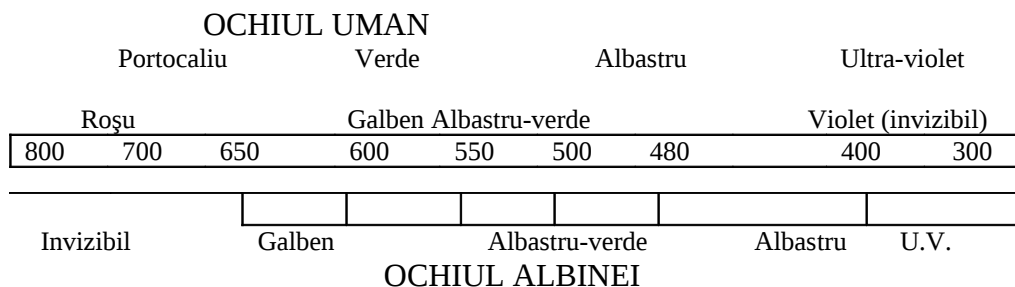 OCHIUL UMAN
Portocaliu Verde Albastru Ultra-violet
Roşu Galben Albastru-verde Violet (invizibil)
800 700 650 600 550 500 480 400 300
Invizibil Galben Albastru-verde Albastru U.V.
OCHIUL ALBINEI